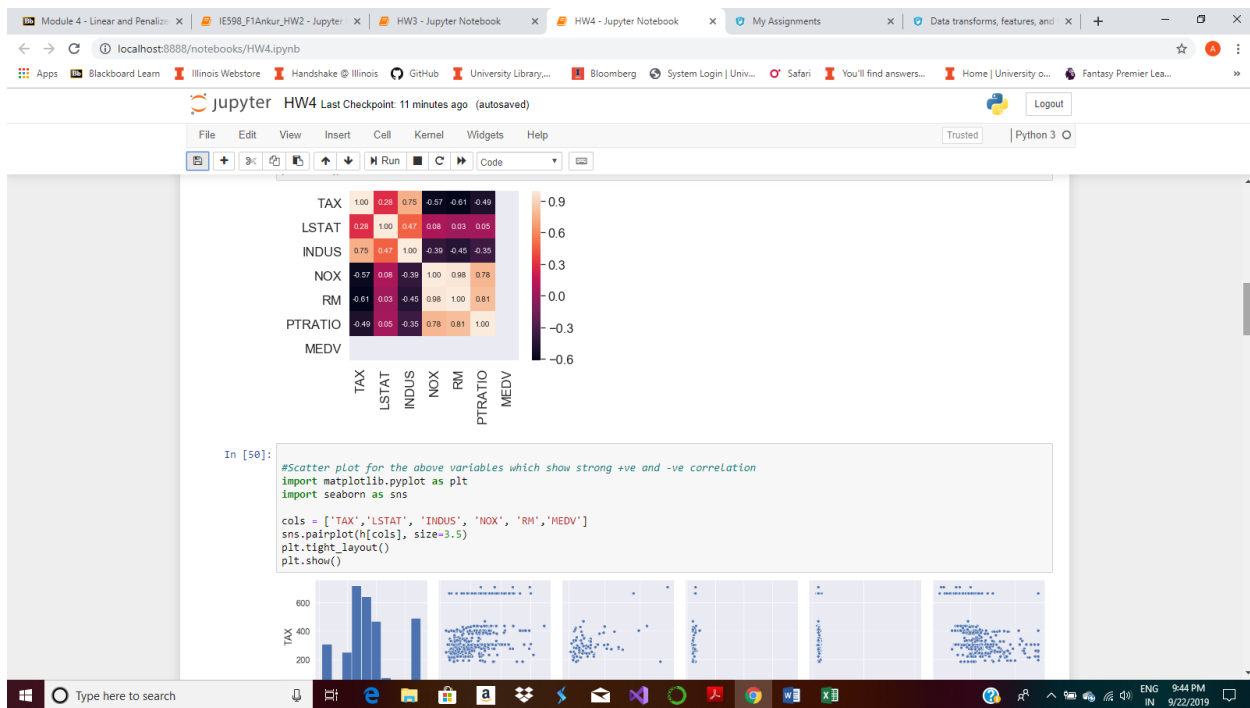 Module 4 - Linear and Penalize
IE598_F1Ankur_HW2 - Jupyter
HW3 - Jupyter Notebook
HW4 - Jupyter Notebook
My Assignments
Data transforms, features, and
localhost:8888/notebooks/HW4.ipynb
A
Apps
Bb Blackboard Learn
Illinois Webstore
Handshake @ Illinois
GitHub
University Library,...
Bloomberg
System Login | Univ...
Safari
You'll find answers...
Home | University o...
Fantasy Premier Lea...
»
jupyter HW4 Last Checkpoint: 11 minutes ago (autosaved)
Logout
File Edit View Insert Cell Kernel Widgets Help
Trusted
Python 3
Run
Code
TAX 1.00 0.28 0.75 -0.57 -0.61 -0.49
LSTAT 0.28 1.00 0.47 0.08 0.03 0.05
INDUS 0.75 0.47 1.00 -0.39 -0.45 -0.35
NOX -0.57 0.08 -0.39 1.00 0.98 0.78
RM -0.61 0.03 -0.45 0.98 1.00 0.81
PTRATIO -0.49 0.05 -0.35 0.78 0.81 1.00
MEDV
TAX LSTAT INDUS NOX RM PTRATIO MEDV
0.9
0.6
0.3
0.0
-0.3
-0.6
In [50]:
#Scatter plot for the above variables which show strong +ve and -ve correlation
import matplotlib.pyplot as plt
import seaborn as sns
cols = ['TAX','LSTAT', 'INDUS', 'NOX', 'RM','MEDV']
sns.pairplot(h[cols], size=3.5)
plt.tight_layout()
plt.show()
600
400
200
TAX
Type here to search
ENG
IN
9:44 PM
9/22/2019